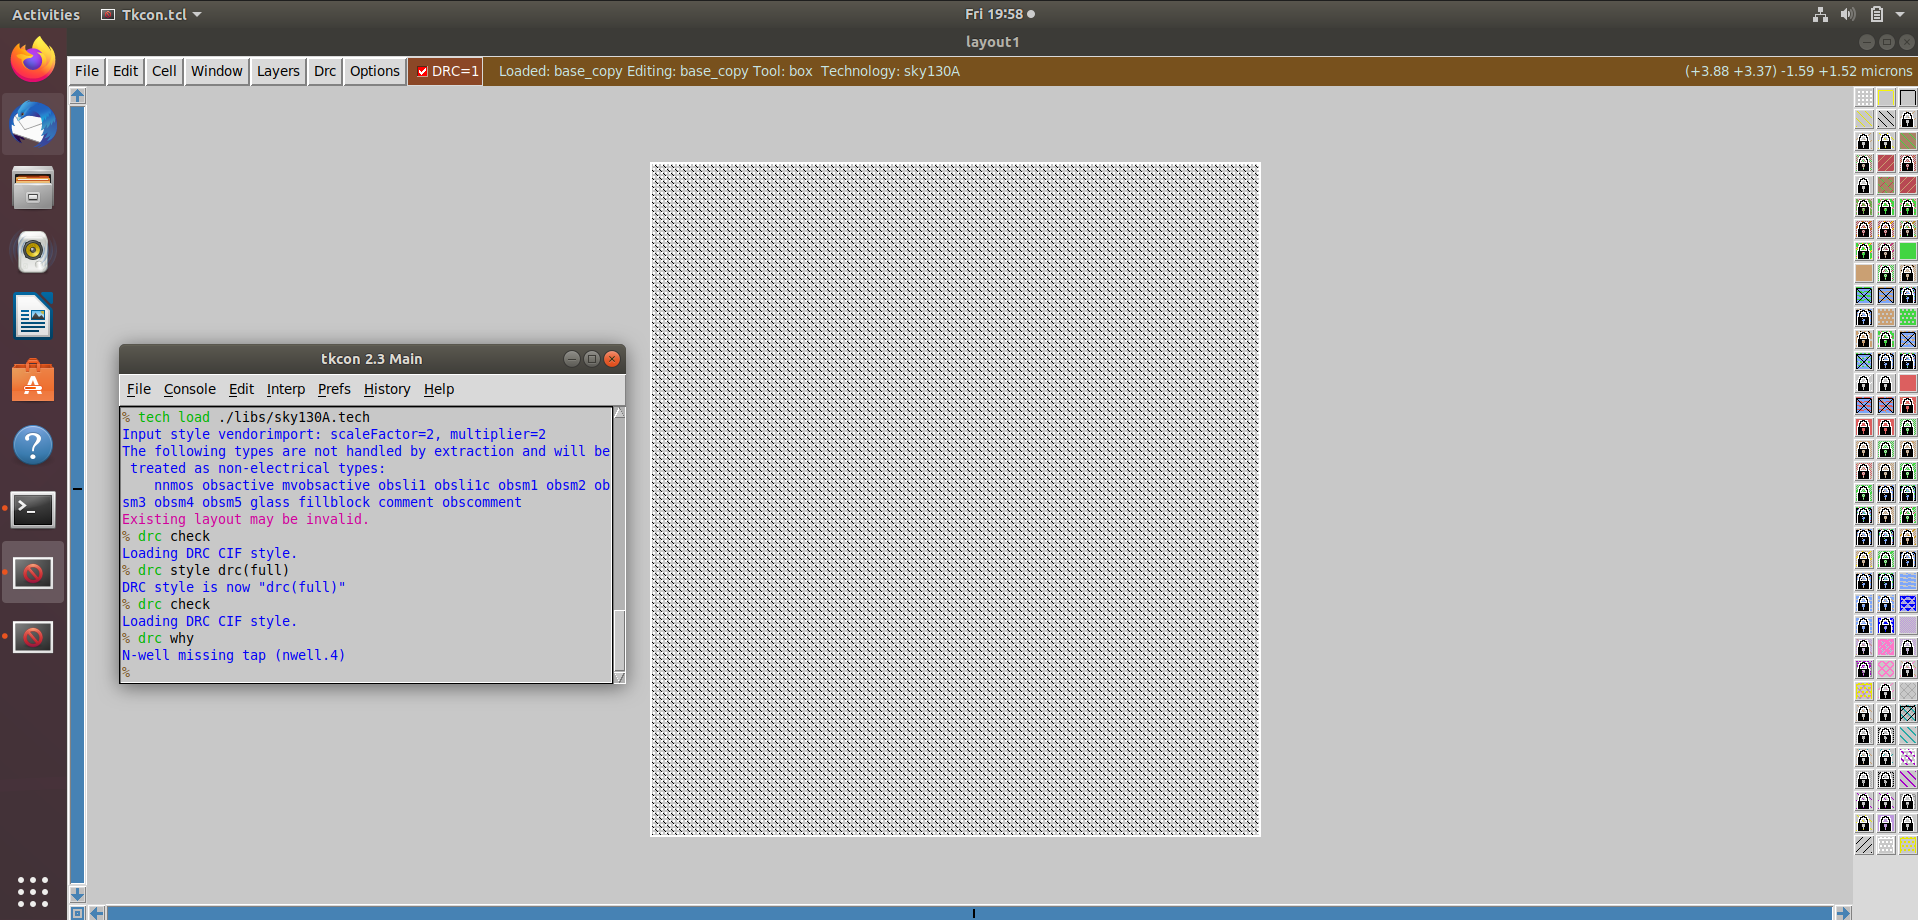 Activities
Tkcon.tcl
Fri 19:58
layout1
File Edit Cell Window Layers Drc Options DRC=1 Loaded: base_copy Editing: base_copy Tool: box Technology: sky130A (+3.88 +3.37) -1.59 +1.52 microns
tkcon 2.3 Main
File Console Edit Interp Prefs History Help
% tech load ./libs/sky130A.tech
Input style vendorimport: scaleFactor=2, multiplier=2
The following types are not handled by extraction and will be
treated as non-electrical types:
nnmos obsactive mvobsactive obsli1 obsli1c obsm1 obsm2 ob
sm3 obsm4 obsm5 glass fillblock comment obscomment
Existing layout may be invalid.
% drc check
Loading DRC CIF style.
% drc style drc(full)
DRC style is now "drc(full)"
% drc check
Loading DRC CIF style.
% drc why
N-well missing tap (nwell.4)
%